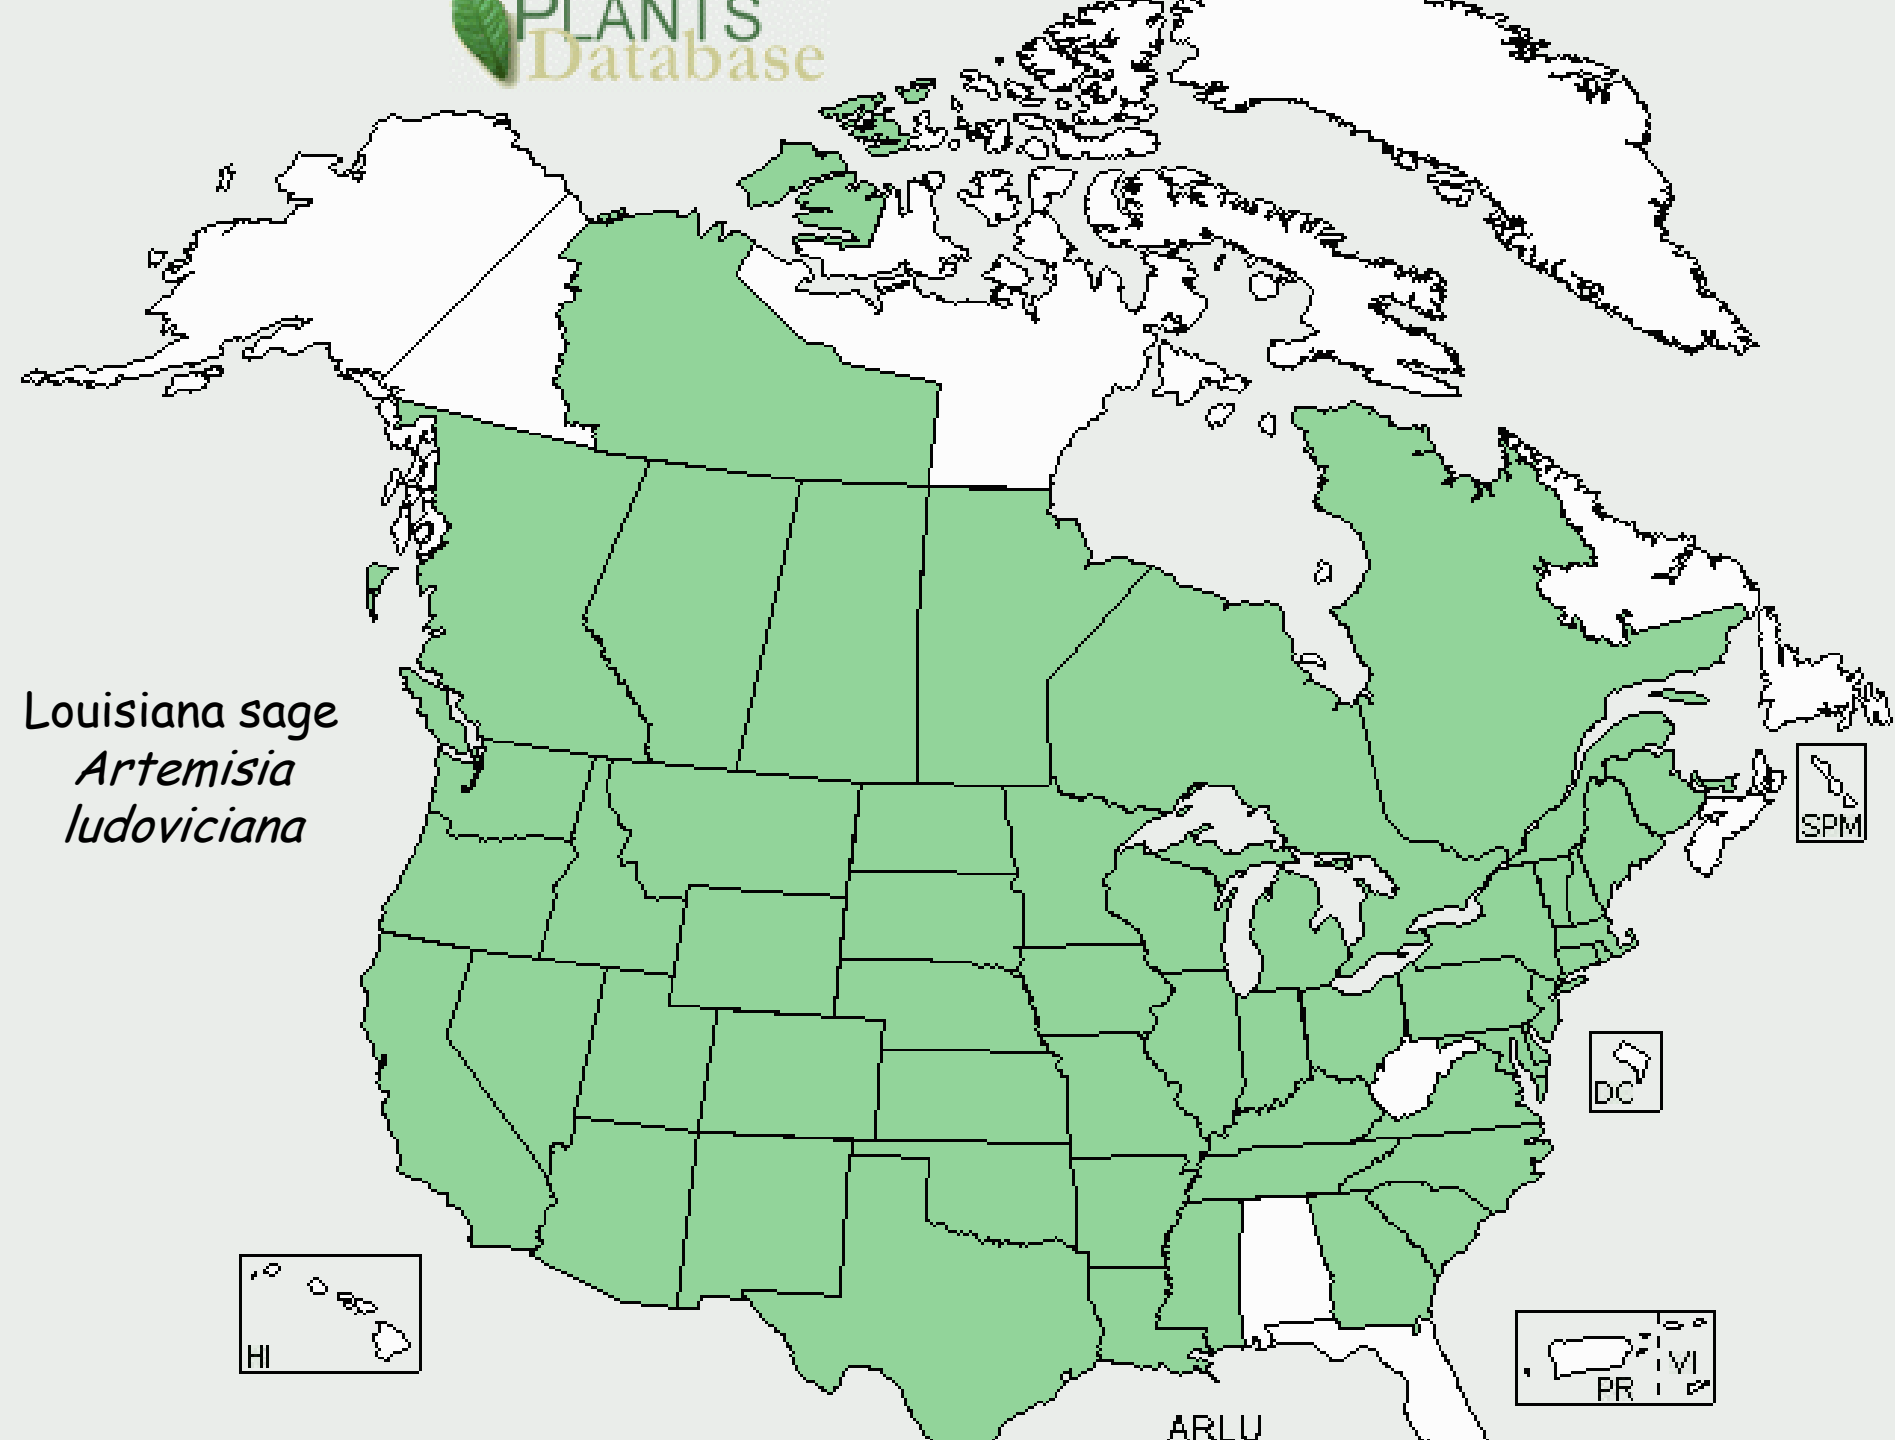 PLANTS
Database
Louisiana sage
Artemisia
ludoviciana
SPM
DC
HI
VI
PR
ARLU